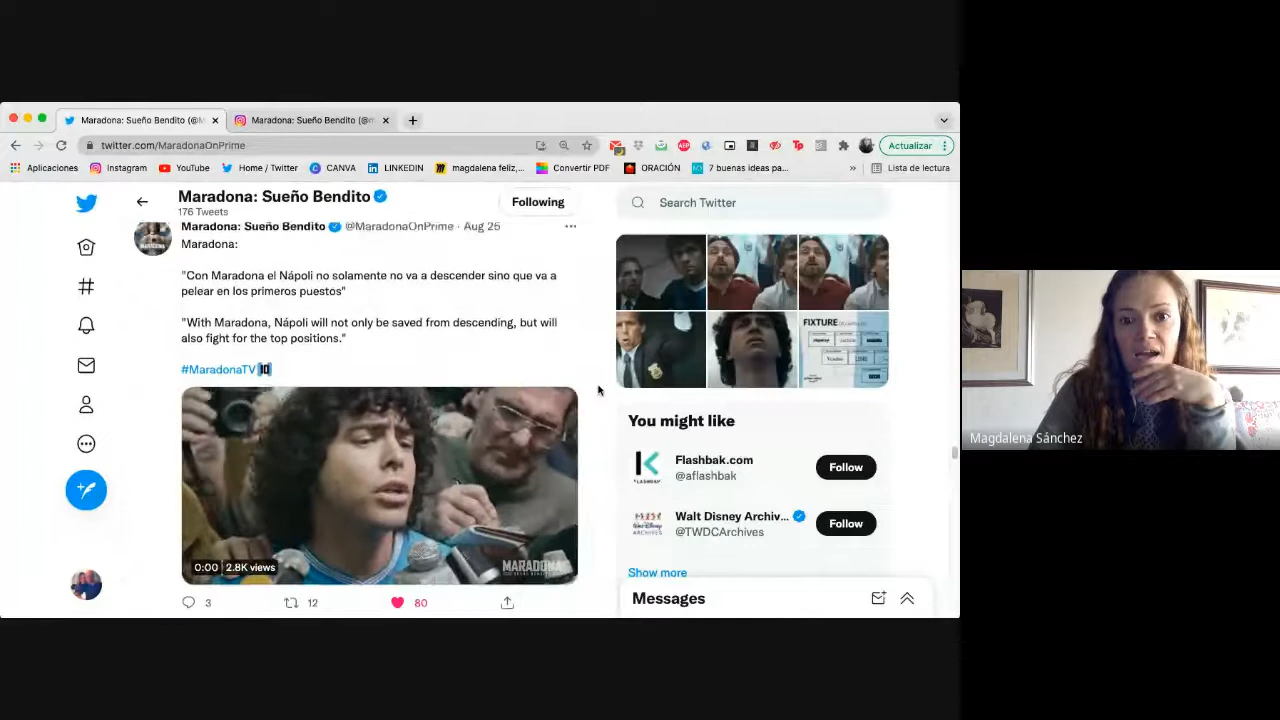 Maradona: Sueño Bendito (@M
Maradona: Sueño Bendito (@m
twitter.com/MaradonaOnPrime
Actualizar
Aplicaciones
Instagram
YouTube
Home / Twitter
CANVA
LINKEDIN
magdalena feliz,...
Convertir PDF
ORACIÓN
7 buenas ideas pa...
»
Lista de lectura
Maradona: Sueño Bendito
176 Tweets
Following
Search Twitter
Maradona: Sueño Bendito @MaradonaOnPrime · Aug 25
Maradona:
"Con Maradona el Nápoli no solamente no va a descender sino que va a
pelear en los primeros puestos"
"With Maradona, Nápoli will not only be saved from descending, but will
also fight for the top positions."
#MaradonaTV
MARADONA
0:00 2.8K views
3
12
80
FIXTURE
You might like
Flashbak.com
@aflashbak
Follow
Walt Disney Archiv...
@TWDCArchives
Follow
Show more
Messages
Magdalena Sánchez